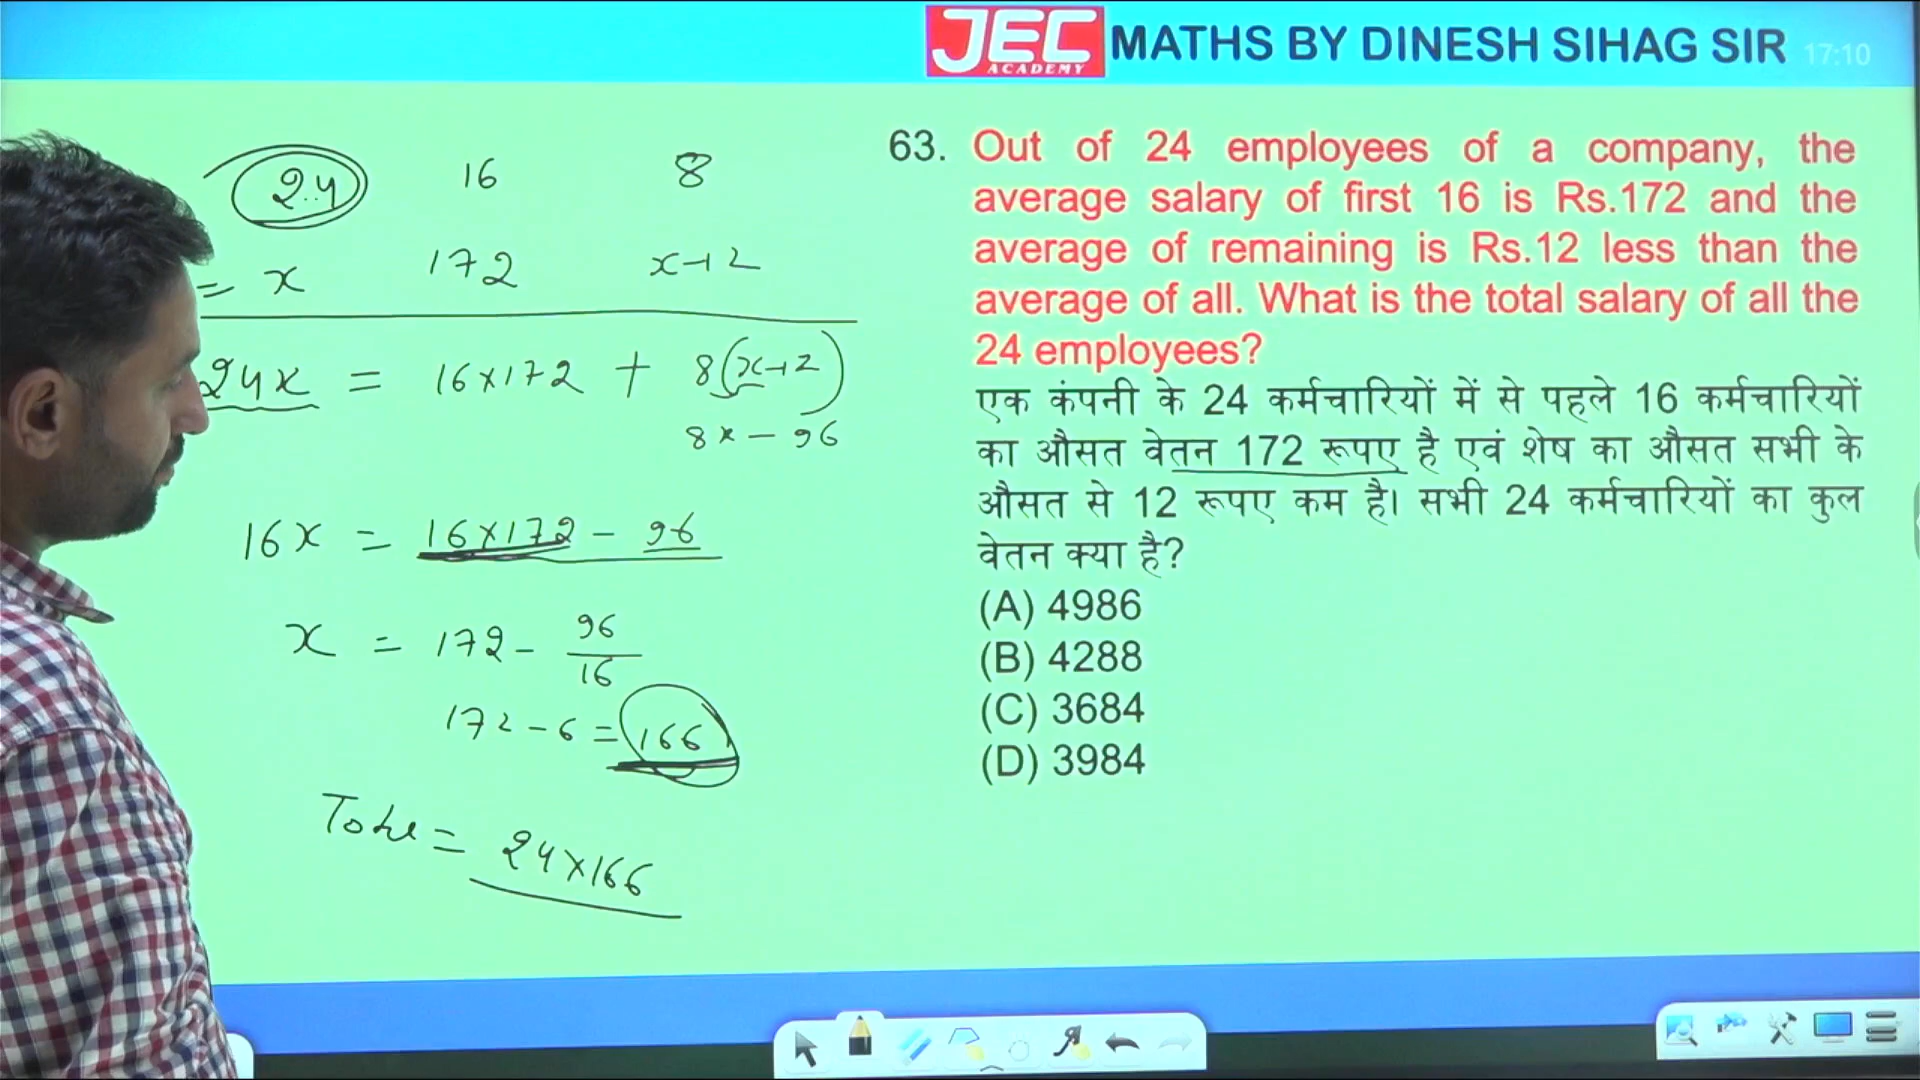 JEC ACADEMY MATHS BY DINESH SIHAG SIR 17:10
24 16 8
= x 172 x-12
24x = 16×172 + 8(x-12)
8x - 96
16x = 16×172 - 96
x = 172 - 96/16
172 - 6 = 166
= 24×166
63. Out of 24 employees of a company, the
average salary of first 16 is Rs.172 and the
average of remaining is Rs.12 less than the
average of all. What is the total salary of all the
24 employees?
एक कंपनी के 24 कर्मचारियों में से पहले 16 कर्मचारियों
का औसत वेतन 172 रूपए है एवं शेष का औसत सभी के
औसत से 12 रूपए कम है। सभी 24 कर्मचारियों का कुल
वेतन क्या है?
(A) 4986
(B) 4288
(C) 3684
(D) 3984